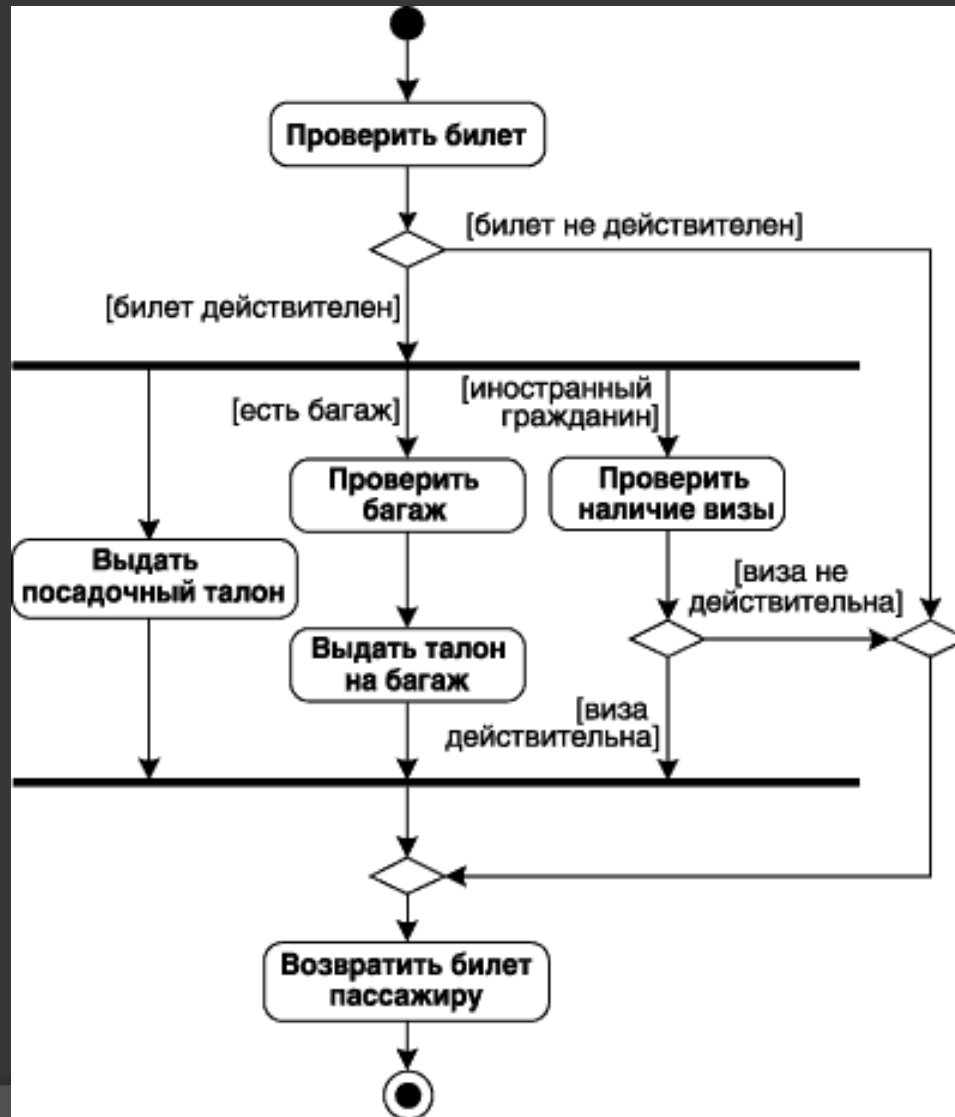 Проверить билет
[билет не действителен]
[билет действителен]
[есть багаж]
[иностранный
гражданин]
Проверить
багаж
Проверить
наличие визы
Выдать
посадочный талон
[виза не
действительна]
Выдать талон
на багаж
[виза
действительна]
Возвратить билет
пассажиру